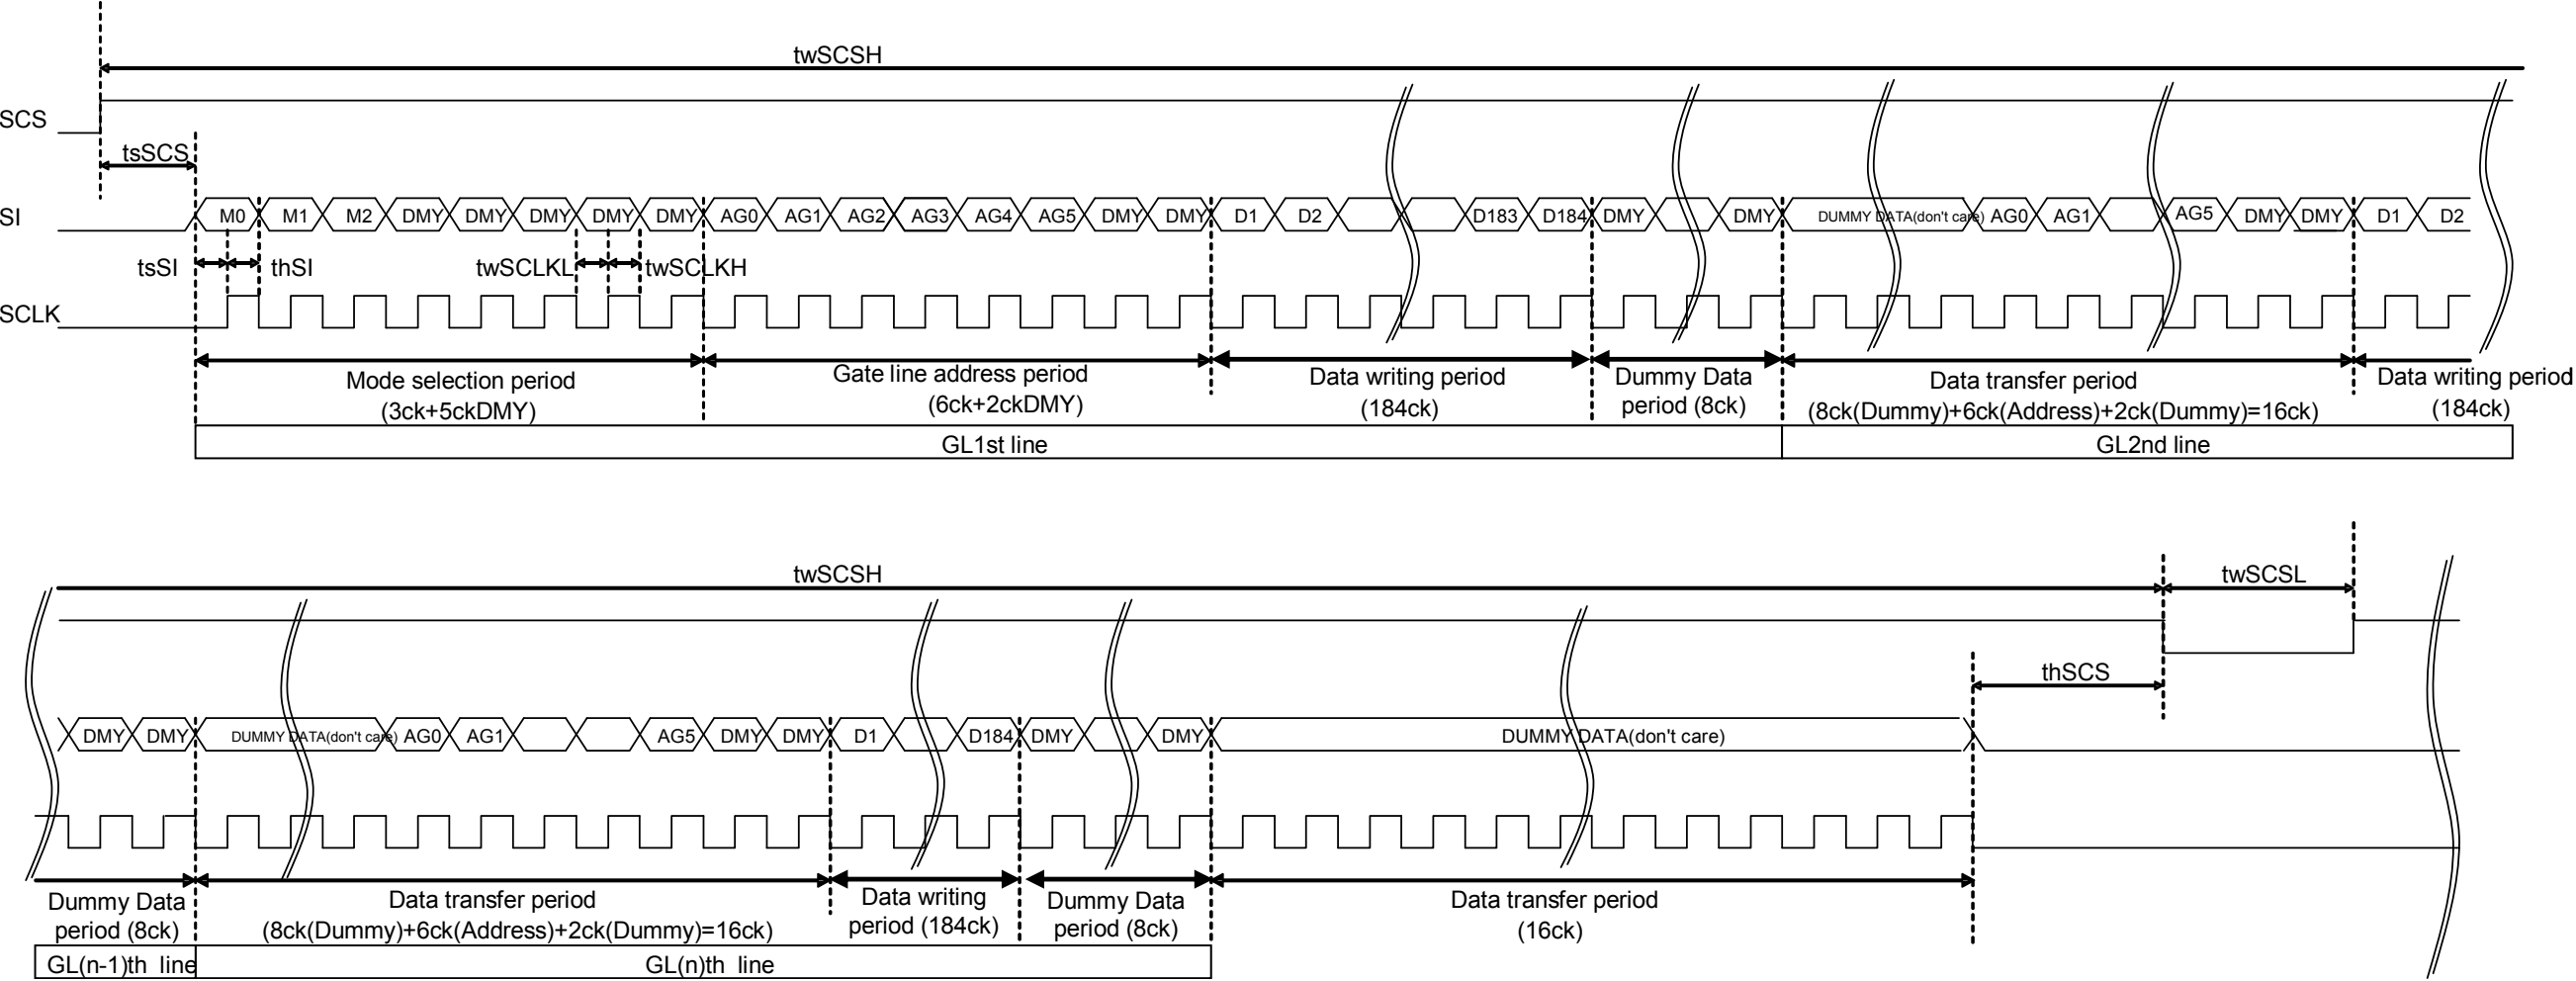 twSCSH
SCS
tsSCS
SI M0 M1 M2 DMY DMY DMY DMY DMY AG0 AG1 AG2 AG3 AG4 AG5 DMY DMY D1 D2 D183 D184 DMY DMY DUMMY DATA(don't care) AG0 AG1 AG5 DMY DMY D1 D2
tsSI thSI twSCLKL twSCLKH
SCLK
Mode selection period Gate line address period Data writing period Dummy Data Data transfer period Data writing period
(3ck+5ckDMY) (6ck+2ckDMY) (184ck) period (8ck) (8ck(Dummy)+6ck(Address)+2ck(Dummy)=16ck) (184ck)
GL1st line GL2nd line
twSCSH twSCSL
thSCS
DMY DMY DUMMY DATA(don't care) AG0 AG1 AG5 DMY DMY D1 D184 DMY DMY DUMMY DATA(don't care)
Dummy Data Data transfer period Data writing Dummy Data Data transfer period
period (8ck) (8ck(Dummy)+6ck(Address)+2ck(Dummy)=16ck) period (184ck) period (8ck) (16ck)
GL(n-1)th line GL(n)th line